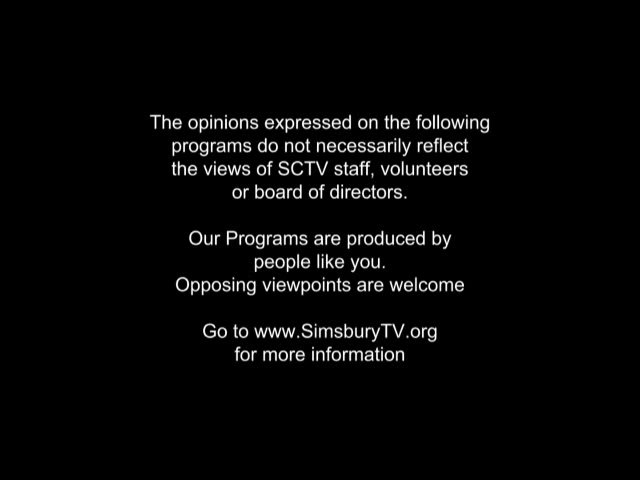 The opinions expressed on the following
programs do not necessarily reflect
the views of SCTV staff, volunteers
or board of directors.
Our Programs are produced by
people like you.
Opposing viewpoints are welcome
Go to www.SimsburyTV.org
for more information